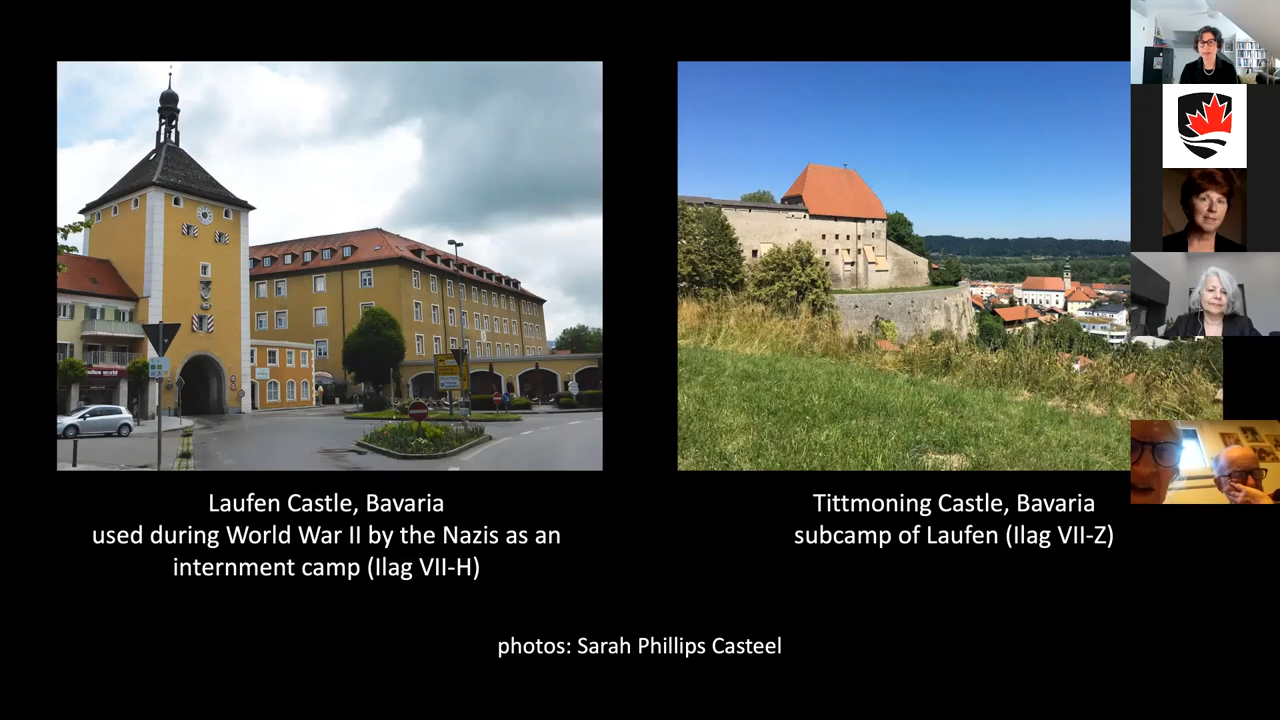 Laufen Castle, Bavaria
used during World War II by the Nazis as an
internment camp (Ilag VII-H)
Tittmoning Castle, Bavaria
subcamp of Laufen (Ilag VII-Z)
photos: Sarah Phillips Casteel